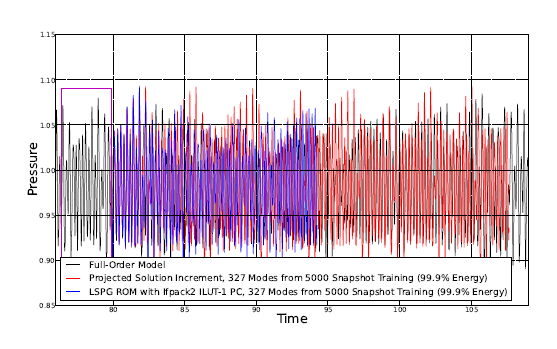 1.15
1.10
1.05
1.00
0.95
0.90
0.85
Pressure
Full-Order Model
Projected Solution Increment, 327 Modes from 5000 Snapshot Training (99.9% Energy)
LSPG ROM with Ifpack2 ILUT-1 PC, 327 Modes from 5000 Snapshot Training (99.9% Energy)
80 85 90 95 100 105
Time